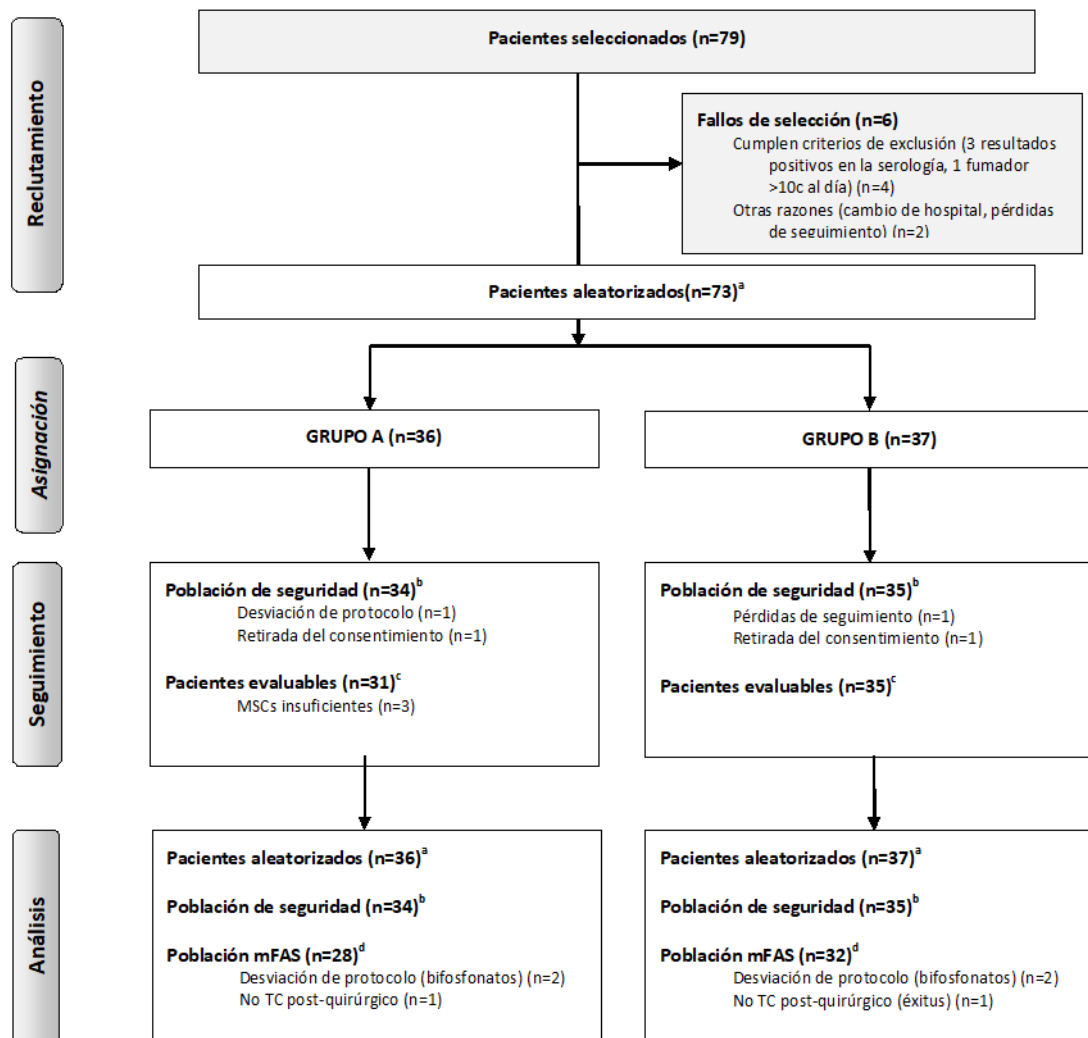 Reclutamiento
Pacientes seleccionados (n=79)
Fallos de selección (n=6)
Cumplen criterios de exclusión (3 resultados
positivos en la serología, 1 fumador
>10c al día) (n=4)
Otras razones (cambio de hospital, pérdidas
de seguimiento) (n=2)
Pacientes aleatorizados(n=73)a
Asignación
GRUPO A (n=36)
GRUPO B (n=37)
Seguimiento
Población de seguridad (n=34)b
Desviación de protocolo (n=1)
Retirada del consentimiento (n=1)
Pacientes evaluables (n=31)c
MSCs insuficientes (n=3)
Población de seguridad (n=35)b
Pérdidas de seguimiento (n=1)
Retirada del consentimiento (n=1)
Pacientes evaluables (n=35)c
Análisis
Pacientes aleatorizados (n=36)a
Población de seguridad (n=34)b
Población mFAS (n=28)d
Desviación de protocolo (bifosfonatos) (n=2)
No TC post-quirúrgico (n=1)
Pacientes aleatorizados (n=37)a
Población de seguridad (n=35)b
Población mFAS (n=32)d
Desviación de protocolo (bifosfonatos) (n=2)
No TC post-quirúrgico (éxitus) (n=1)